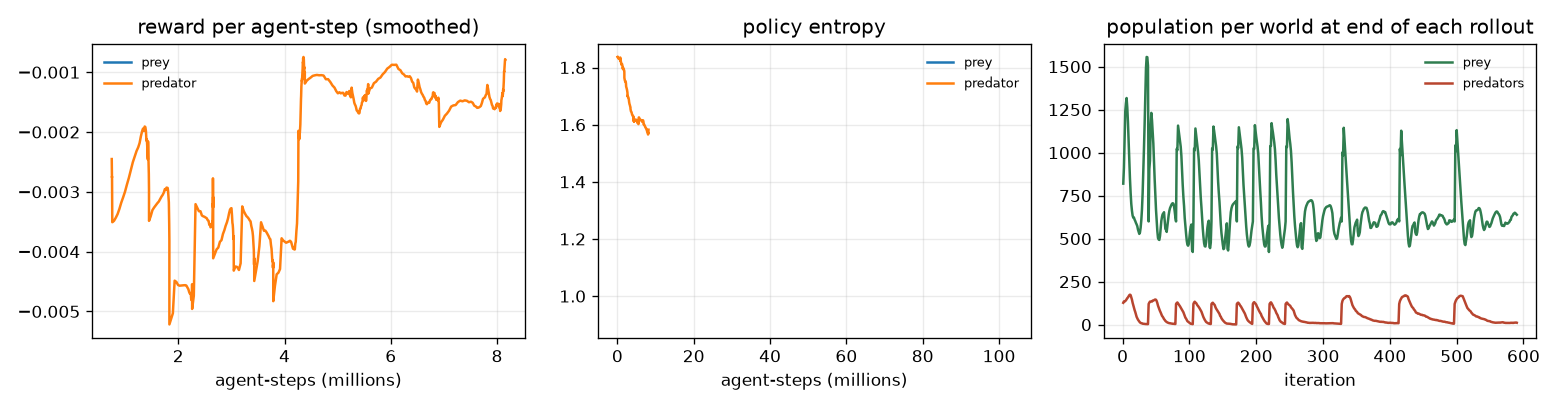 reward per agent-step (smoothed)
prey
predator
−0.001
−0.002
−0.003
−0.004
−0.005
2
4
6
8
agent-steps (millions)
policy entropy
prey
predator
1.8
1.6
1.4
1.2
1.0
0
20
40
60
80
100
agent-steps (millions)
population per world at end of each rollout
prey
predators
1500
1250
1000
750
500
250
0
0
100
200
300
400
500
600
iteration